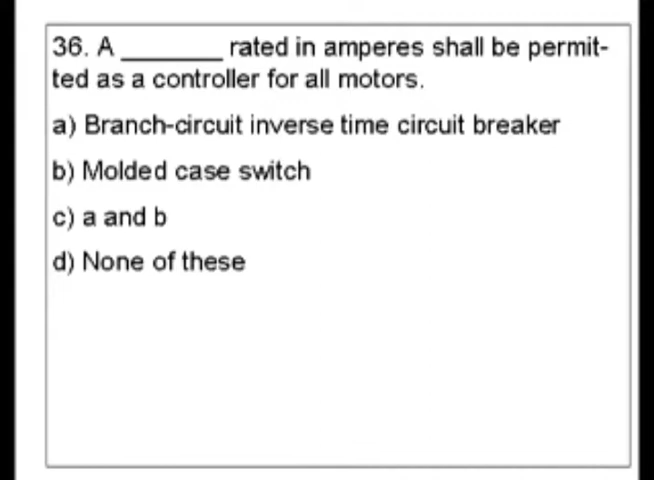 36. A ________ rated in amperes shall be permit-
ted as a controller for all motors.
a) Branch-circuit inverse time circuit breaker
b) Molded case switch
c) a and b
d) None of these